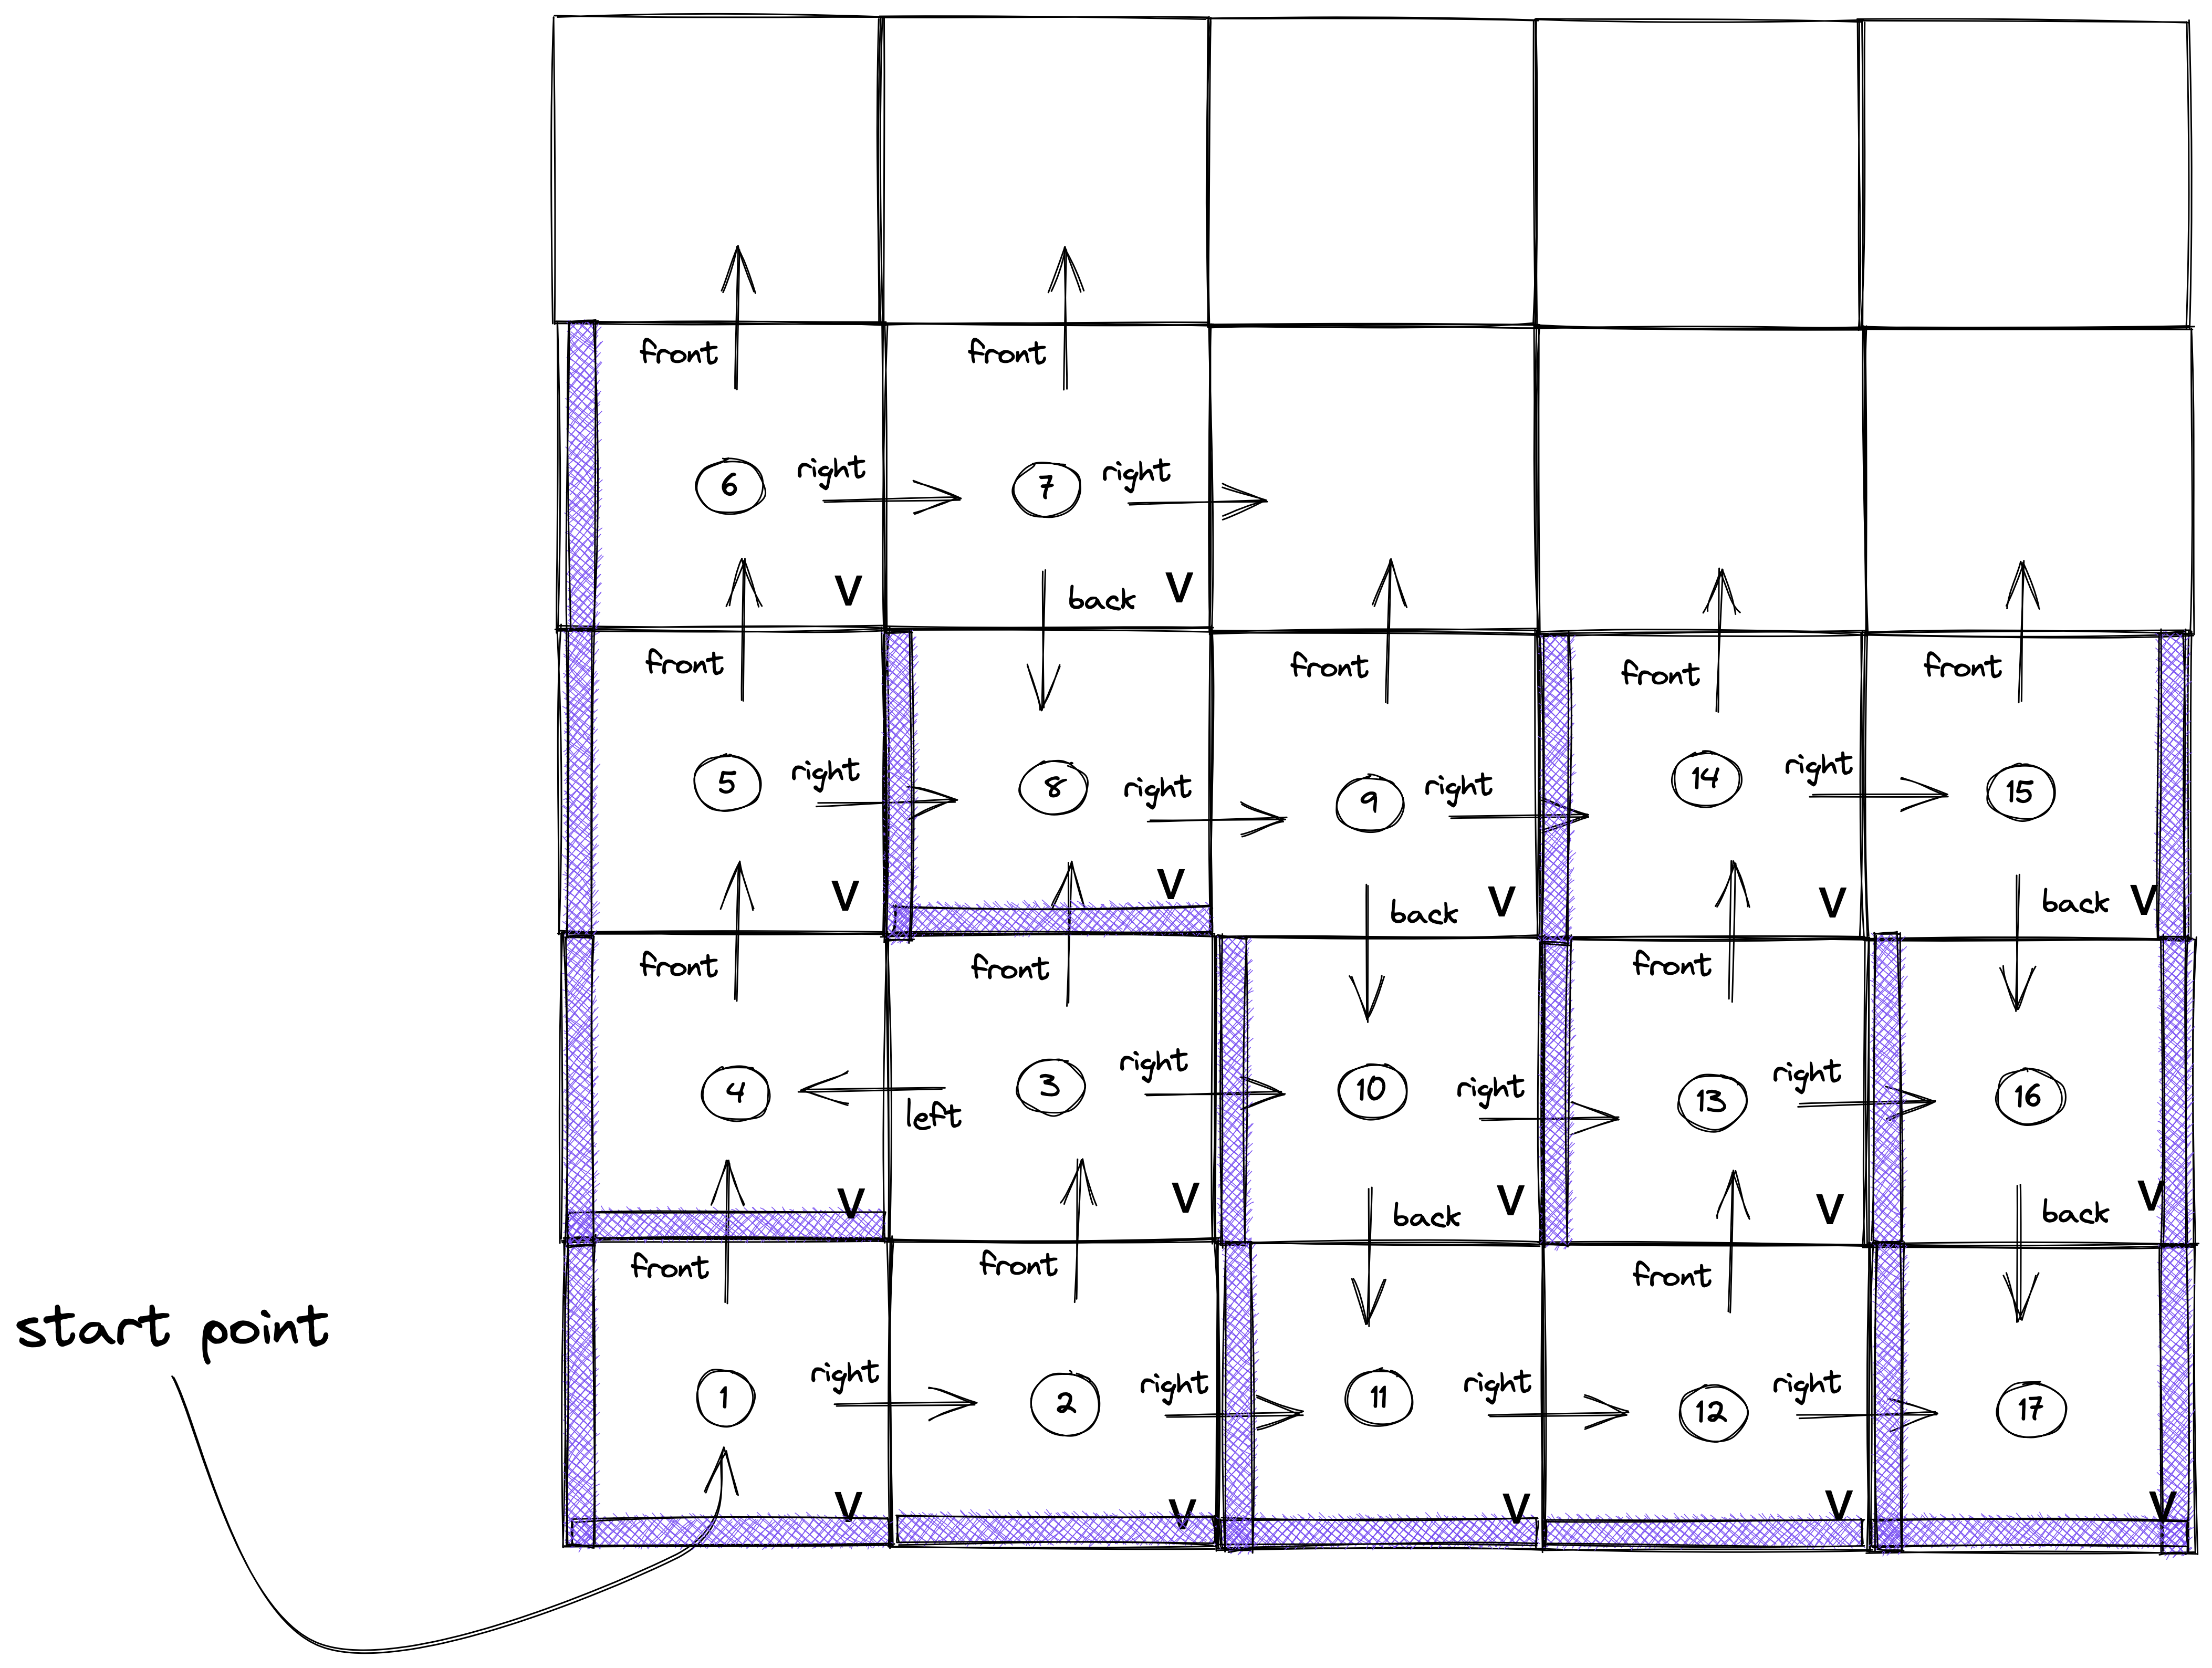 front
front
6
right
7
right
V
back
V
front
front
front
front
5
right
8
right
9
right
14
right
15
V
V
back
V
V
back
V
front
front
front
4
left
3
right
10
right
13
right
16
V
V
back
V
V
back
V
front
front
front
start point
1
right
2
right
11
right
12
right
17
V
V
V
V
V